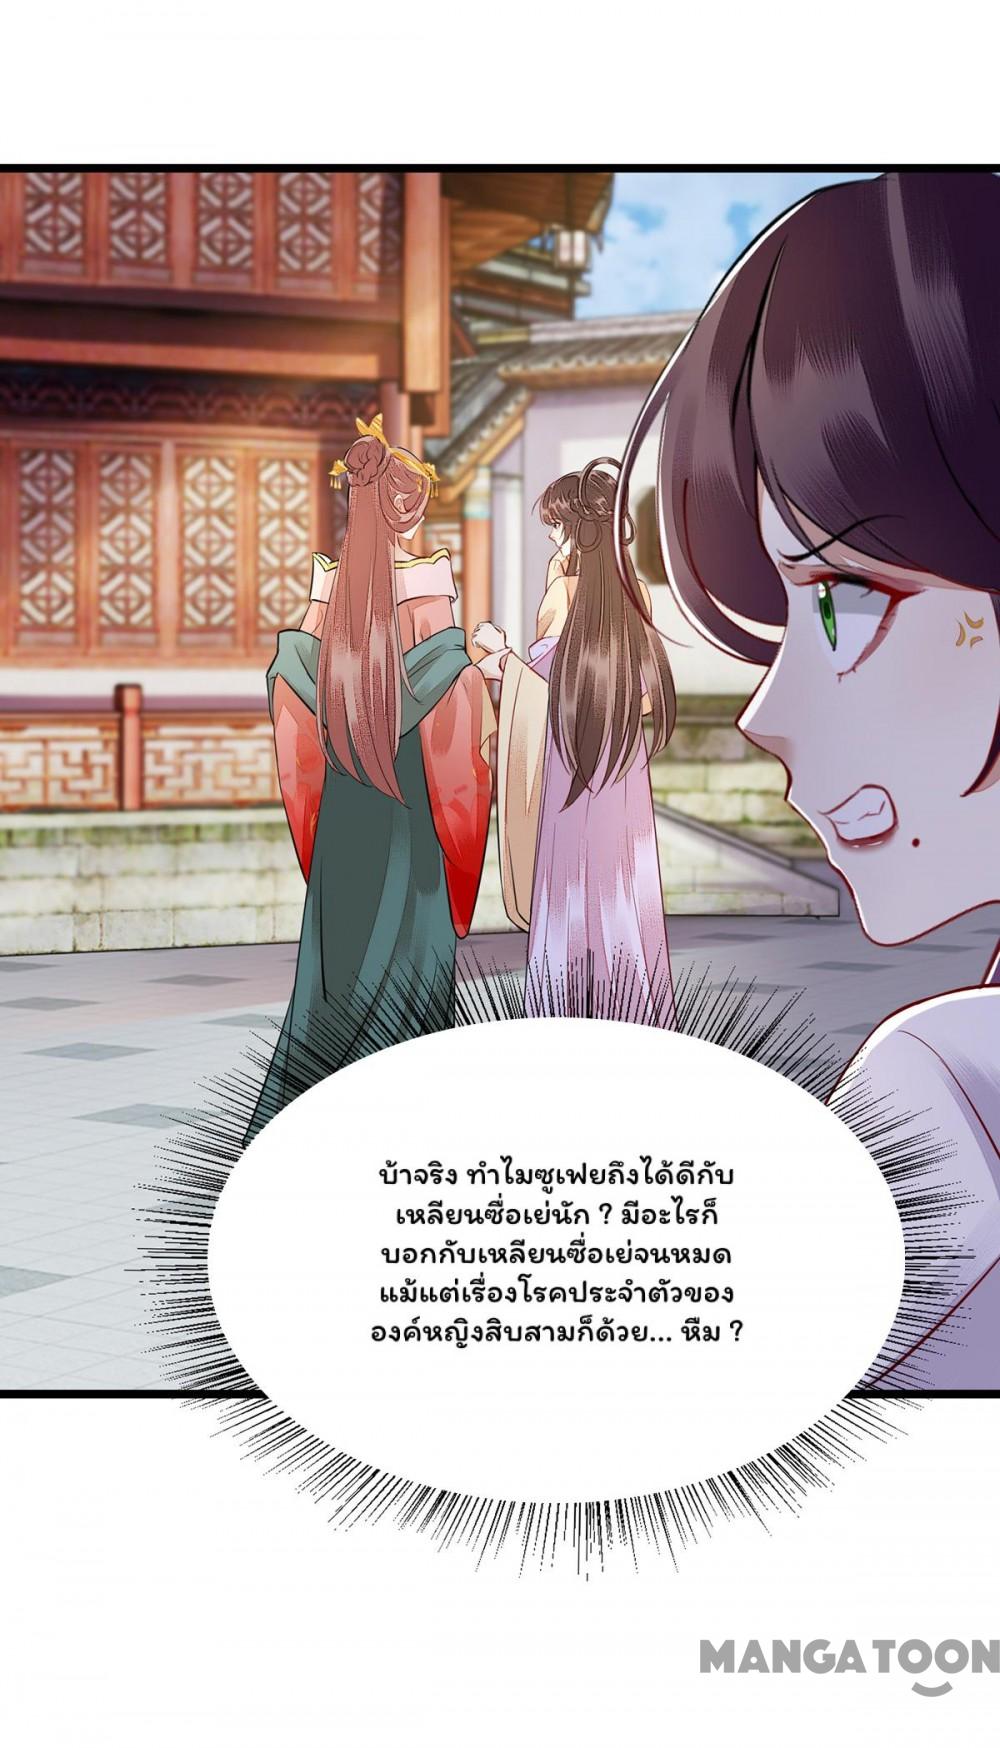 บ้าจริง ทำไมซูเฟยถึงได้ดีกับ
เหลียนซื่อเย่นัก ? มีอะไรก็
บอกกับเหลียนซื่อเย่จนหมด
แม้แต่เรื่องโรคประจำตัวของ
องค์หญิงสิบสามก็ด้วย... หืม ?
MANGATOON